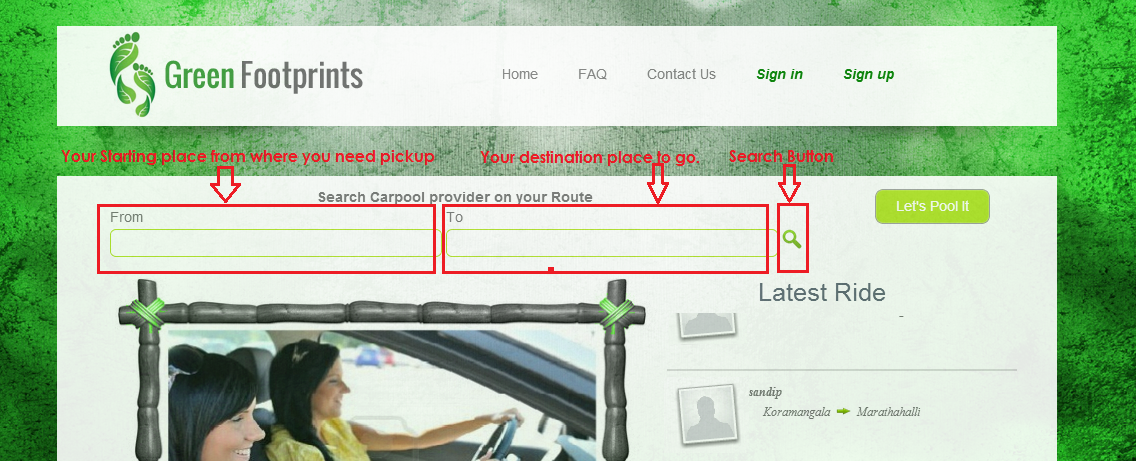 Green Footprints
Home FAQ Contact Us Sign in Sign up
Your Starting place from where you need pickup
Your destination place to go.
Search Button
Search Carpool provider on your Route
Let's Pool It
From
To
Latest Ride
-
sandip
Koramangala Marathahalli